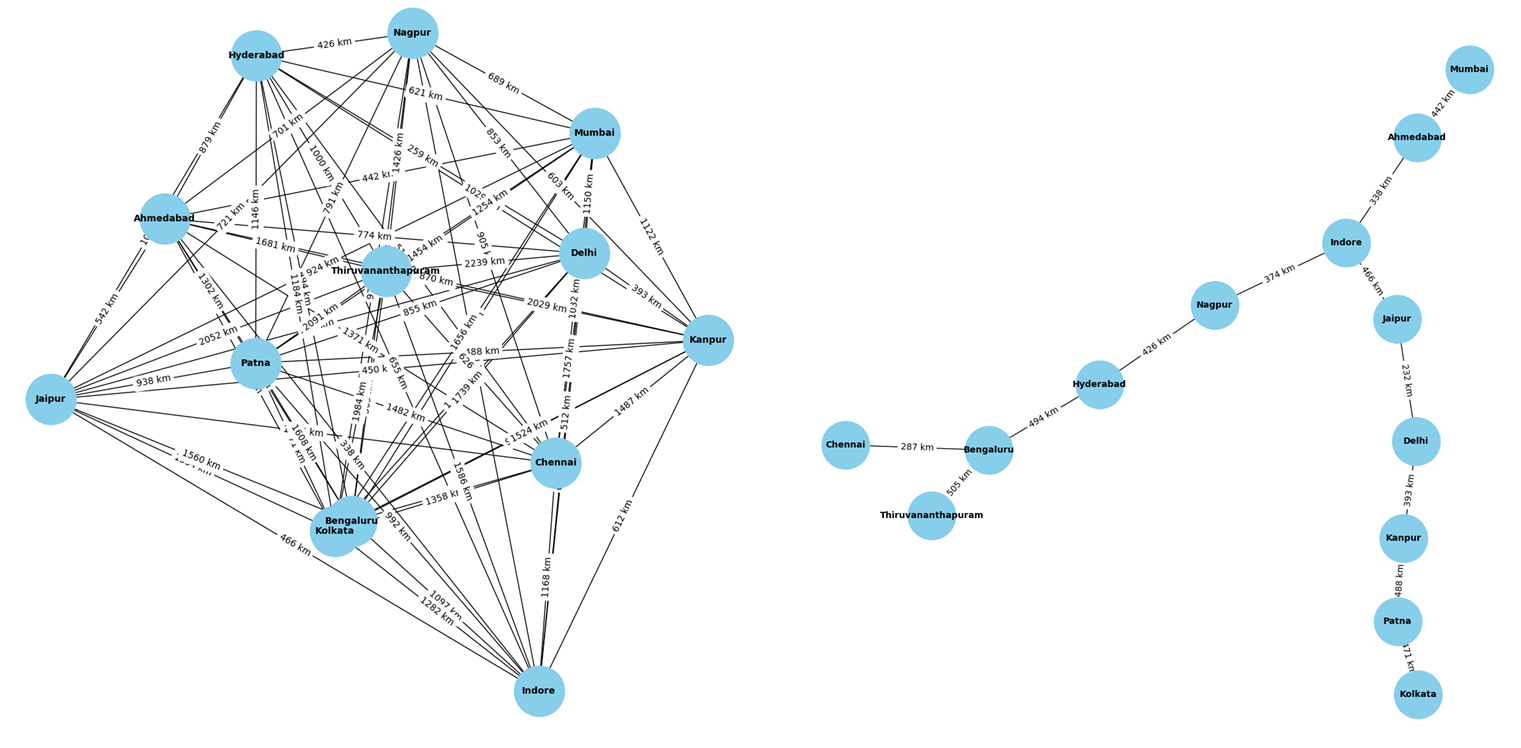 Nagpur
Hyderabad
426 km
689 km
621 km
Mumbai
879 km
701 km
853 km
1426 km
1000 km
259 km
442 km
603 km
1150 km
791 km
1254 km
721 km
1146 km
Ahmedabad
1122 km
774 km
1681 km
1454 km
905 km
Delhi
2239 km
924 km
Thiruvananthapuram
870 km
393 km
1302 km
1184 km
542 km
2029 km
855 km
2091 km
2052 km
1032 km
1371 km
1656 km
Kanpur
Patna
488 km
450 km
1757 km
655 km
938 km
1739 km
Jaipur
1984 km
512 km
1487 km
1482 km
1524 km
1608 km
338 km
1560 km
Chennai
1586 km
1358 km
Bengaluru
Kolkata
992 km
612 km
466 km
1168 km
1097 km
1282 km
Indore
Mumbai
442 km
Ahmedabad
338 km
Indore
374 km
466 km
Nagpur
Jaipur
426 km
232 km
Hyderabad
494 km
Delhi
Chennai
287 km
Bengaluru
505 km
393 km
Thiruvananthapuram
Kanpur
488 km
Patna
Kolkata